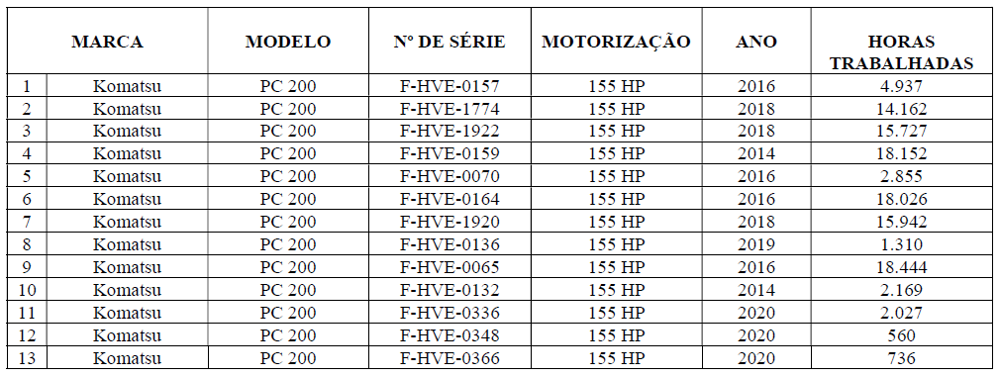 MARCA MODELO Nº DE SÉRIE MOTORIZAÇÃO ANO HORAS
TRABALHADAS
1 Komatsu PC 200 F-HVE-0157 155 HP 2016 4.937
2 Komatsu PC 200 F-HVE-1774 155 HP 2018 14.162
3 Komatsu PC 200 F-HVE-1922 155 HP 2018 15.727
4 Komatsu PC 200 F-HVE-0159 155 HP 2014 18.152
5 Komatsu PC 200 F-HVE-0070 155 HP 2016 2.855
6 Komatsu PC 200 F-HVE-0164 155 HP 2016 18.026
7 Komatsu PC 200 F-HVE-1920 155 HP 2018 15.942
8 Komatsu PC 200 F-HVE-0136 155 HP 2019 1.310
9 Komatsu PC 200 F-HVE-0065 155 HP 2016 18.444
10 Komatsu PC 200 F-HVE-0132 155 HP 2014 2.169
11 Komatsu PC 200 F-HVE-0336 155 HP 2020 2.027
12 Komatsu PC 200 F-HVE-0348 155 HP 2020 560
13 Komatsu PC 200 F-HVE-0366 155 HP 2020 736